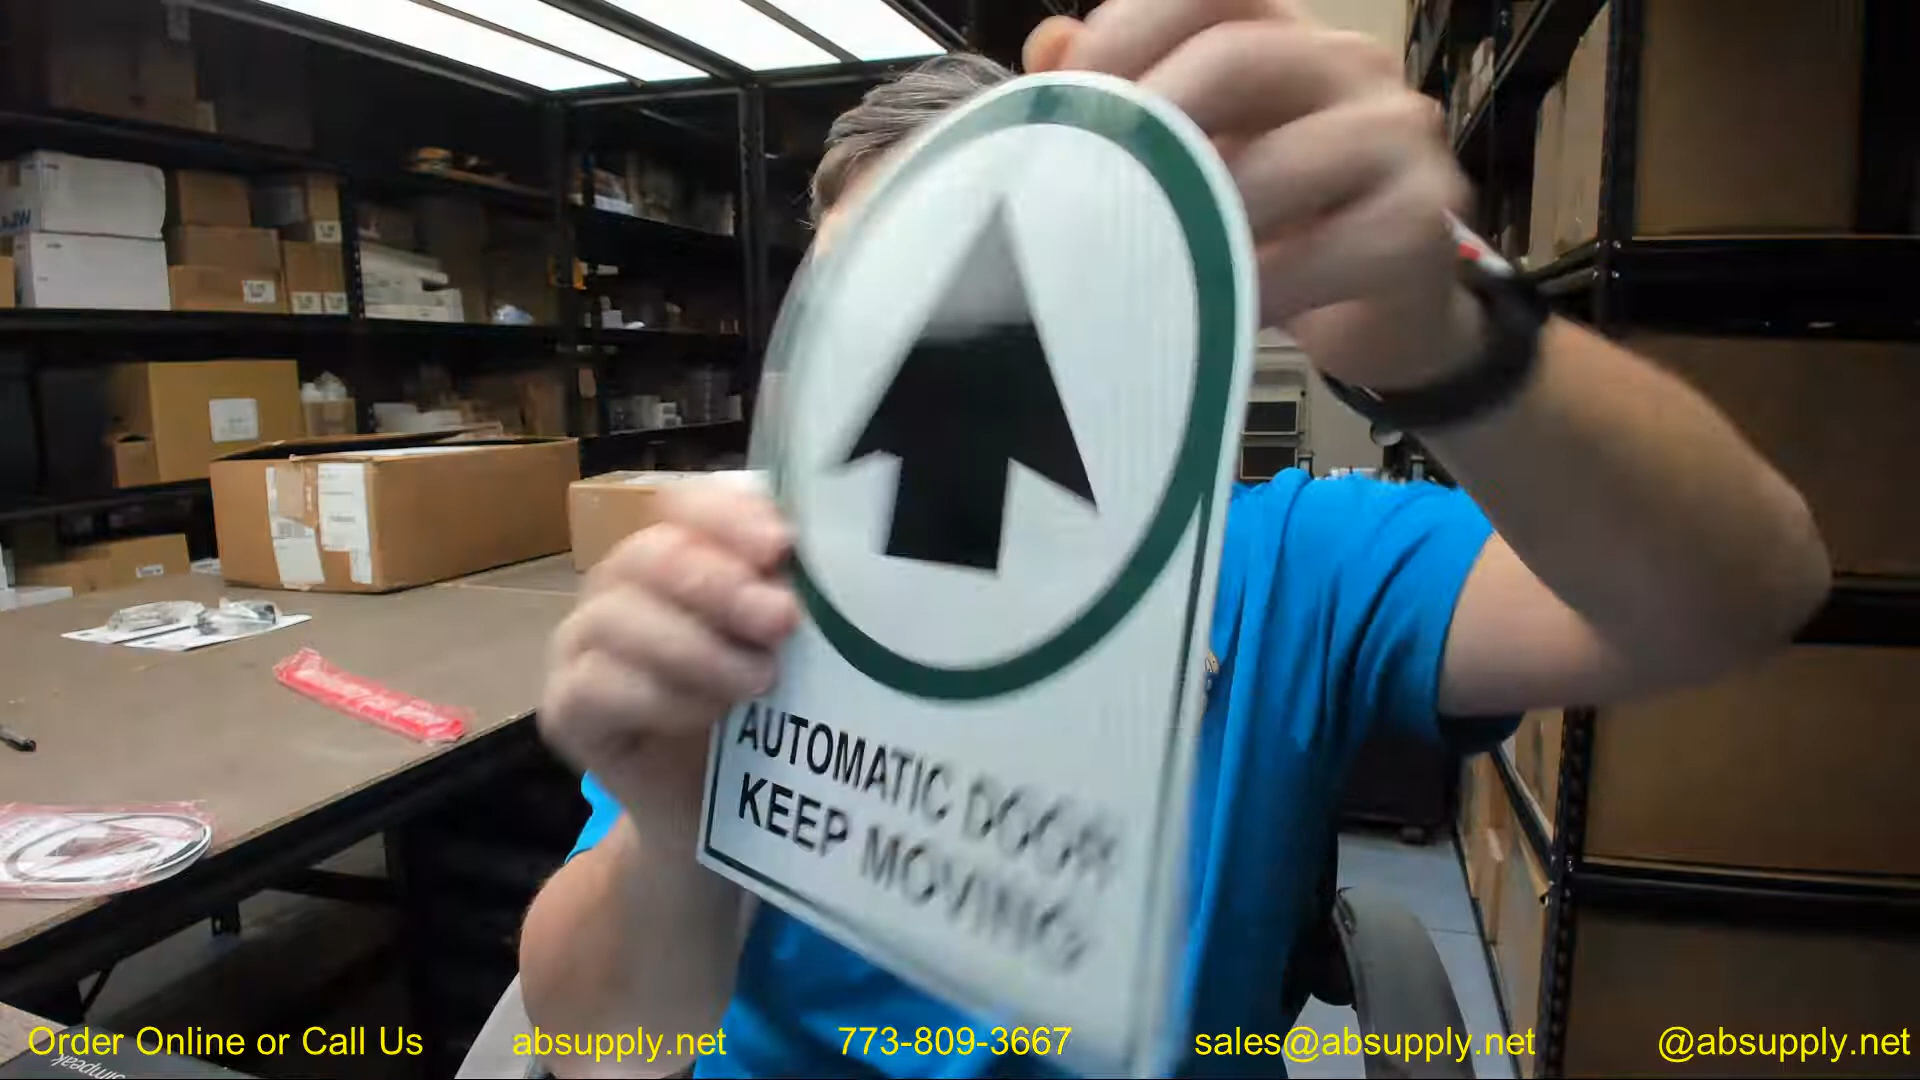 AUTOMATIC DOOR
KEEP MOVING
Order Online or Call Us
absupply.net
773-809-3667
sales@absupply.net
@absupply.net